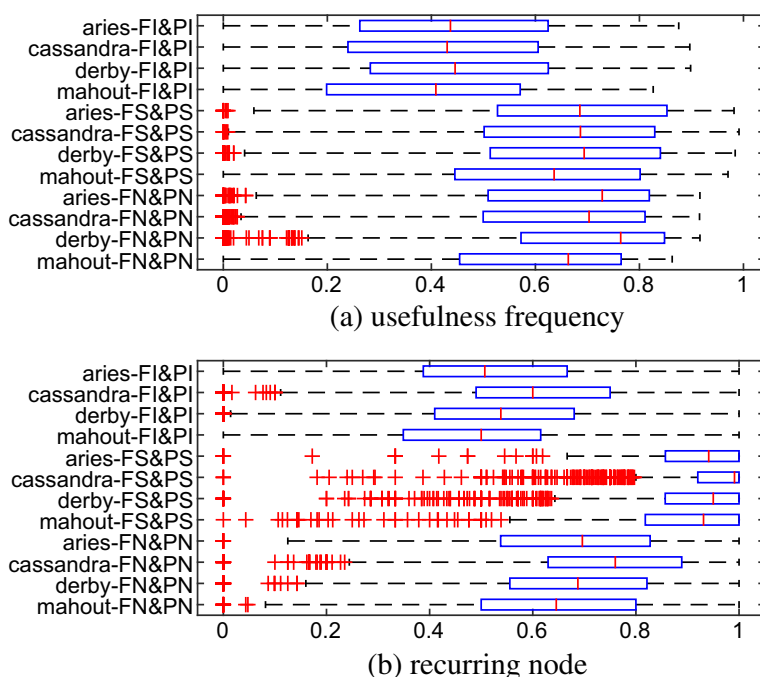 aries-FI&PI
cassandra-FI&PI
derby-FI&PI
mahout-FI&PI
aries-FS&PS
cassandra-FS&PS
derby-FS&PS
mahout-FS&PS
aries-FN&PN
cassandra-FN&PN
derby-FN&PN
mahout-FN&PN
0 0.2 0.4 0.6 0.8 1
(a) usefulness frequency
aries-FI&PI
cassandra-FI&PI
derby-FI&PI
mahout-FI&PI
aries-FS&PS
cassandra-FS&PS
derby-FS&PS
mahout-FS&PS
aries-FN&PN
cassandra-FN&PN
derby-FN&PN
mahout-FN&PN
0 0.2 0.4 0.6 0.8 1
(b) recurring node